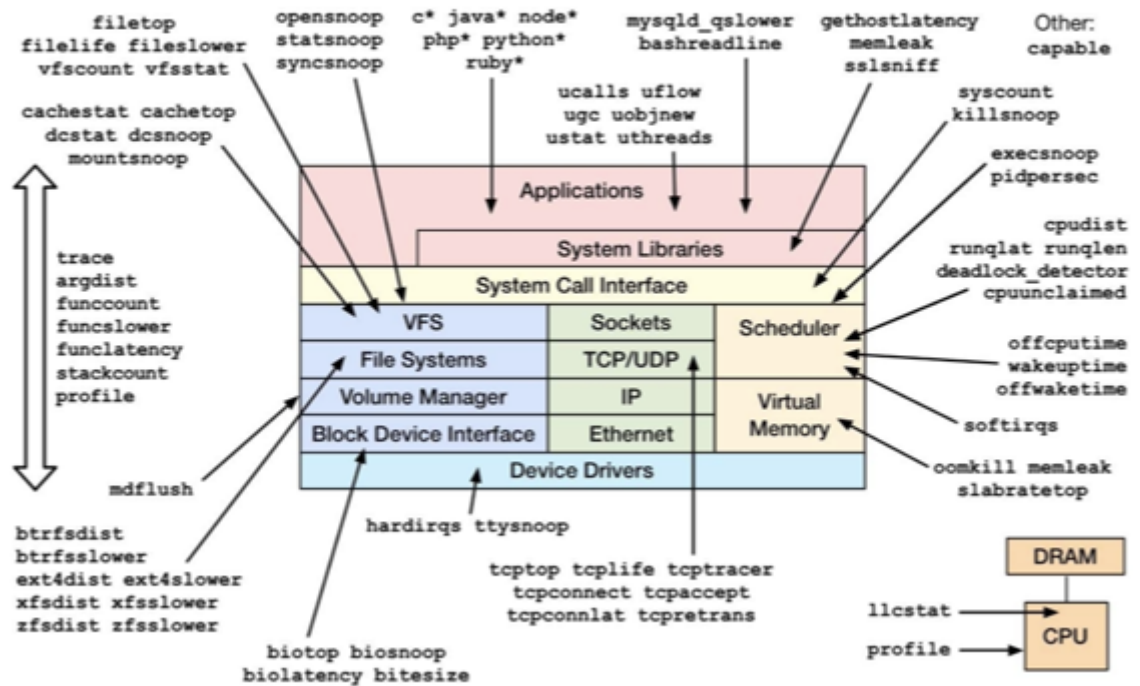 filetop
filelife fileslower
vfscount vfsstat
opensnoop
statsnoop
syncsnoop
c* java* node*
php* python*
ruby*
mysqld_qslower
bashreadline
gethostlatency
memleak
sslsniff
Other:
capable
cachestat cachetop
dcstat dcsnoop
mountsnoop
ucalls uflow
ugc uobjnew
ustat uthreads
syscount
killsnoop
execsnoop
pidpersec
trace
argdist
funccount
funcslower
funclatency
stackcount
profile
Applications
System Libraries
System Call Interface
VFS
Sockets
Scheduler
File Systems
TCP/UDP
Volume Manager
IP
Virtual
Memory
Block Device Interface
Ethernet
Device Drivers
cpudist
runqlat runqlen
deadlock_detector
cpuunclaimed
offcputime
wakeuptime
offwaketime
softirqs
oomkill memleak
slabratetop
mdflush
hardirqs ttysnoop
btrfsdist
btrfsslower
ext4dist ext4slower
xfsdist xfsslower
zfsdist zfsslower
biotop biosnoop
biolatency bitesize
tcptop tcplife tcptracer
tcpconnect tcpaccept
tcpconnlat tcpretrans
DRAM
llcstat
CPU
profile